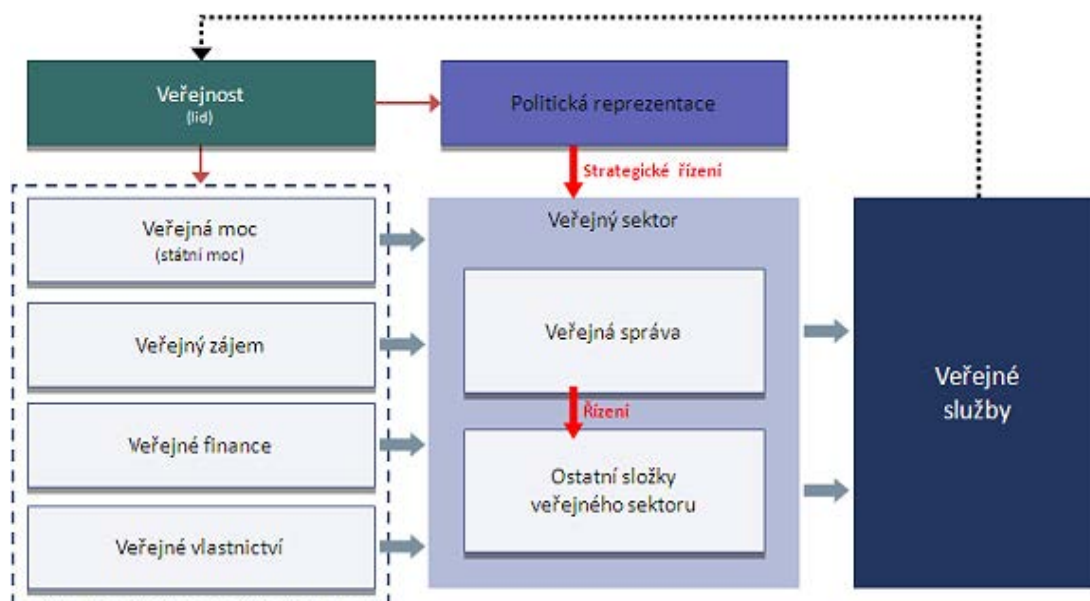 Veřejnost
(lid)
Politická reprezentace
Strategické řízení
Veřejná moc
(státní moc)
Veřejný zájem
Veřejné finance
Veřejné vlastnictví
Veřejný sektor
Veřejná správa
Řízení
Ostatní složky
veřejného sektoru
Veřejné
služby